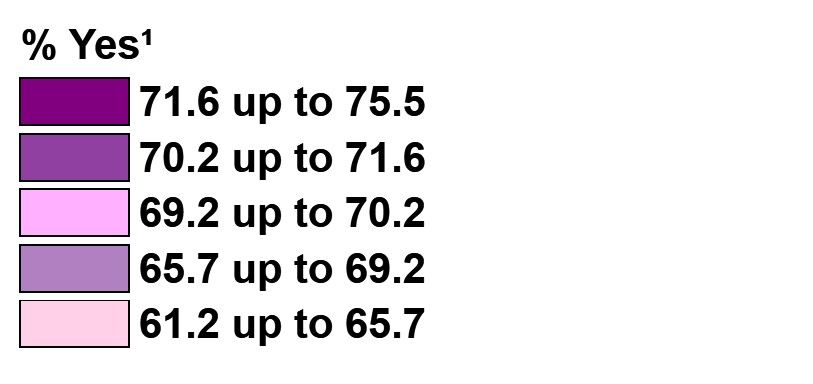 % Yes¹
71.6 up to 75.5
70.2 up to 71.6
69.2 up to 70.2
65.7 up to 69.2
61.2 up to 65.7